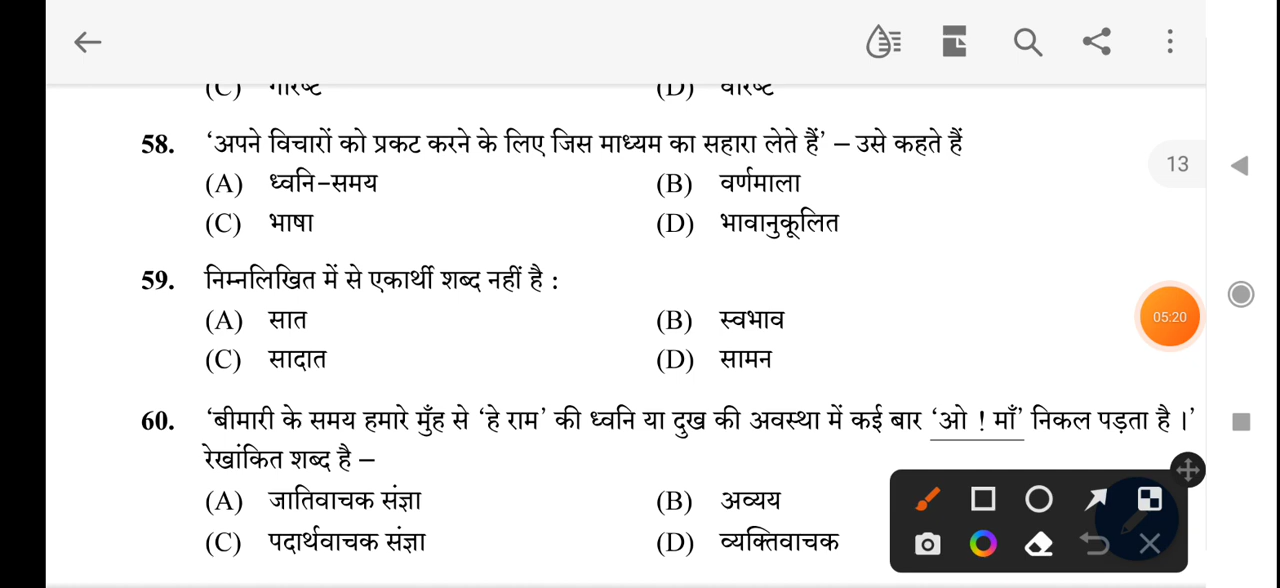 (C) गरिष्ट (D) वरिष्ट
58. ‘अपने विचारों को प्रकट करने के लिए जिस माध्यम का सहारा लेते हैं’ – उसे कहते हैं
13
(A) ध्वनि-समय (B) वर्णमाला
(C) भाषा (D) भावानुकूलित
59. निम्नलिखित में से एकार्थी शब्द नहीं है :
(A) सात (B) स्वभाव
05:20
(C) सादात (D) सामन
60. ‘बीमारी के समय हमारे मुँह से ‘हे राम’ की ध्वनि या दुख की अवस्था में कई बार ‘ओ ! माँ’ निकल पड़ता है ।’
रेखांकित शब्द है –
(A) जातिवाचक संज्ञा (B) अव्यय
(C) पदार्थवाचक संज्ञा (D) व्यक्तिवाचक